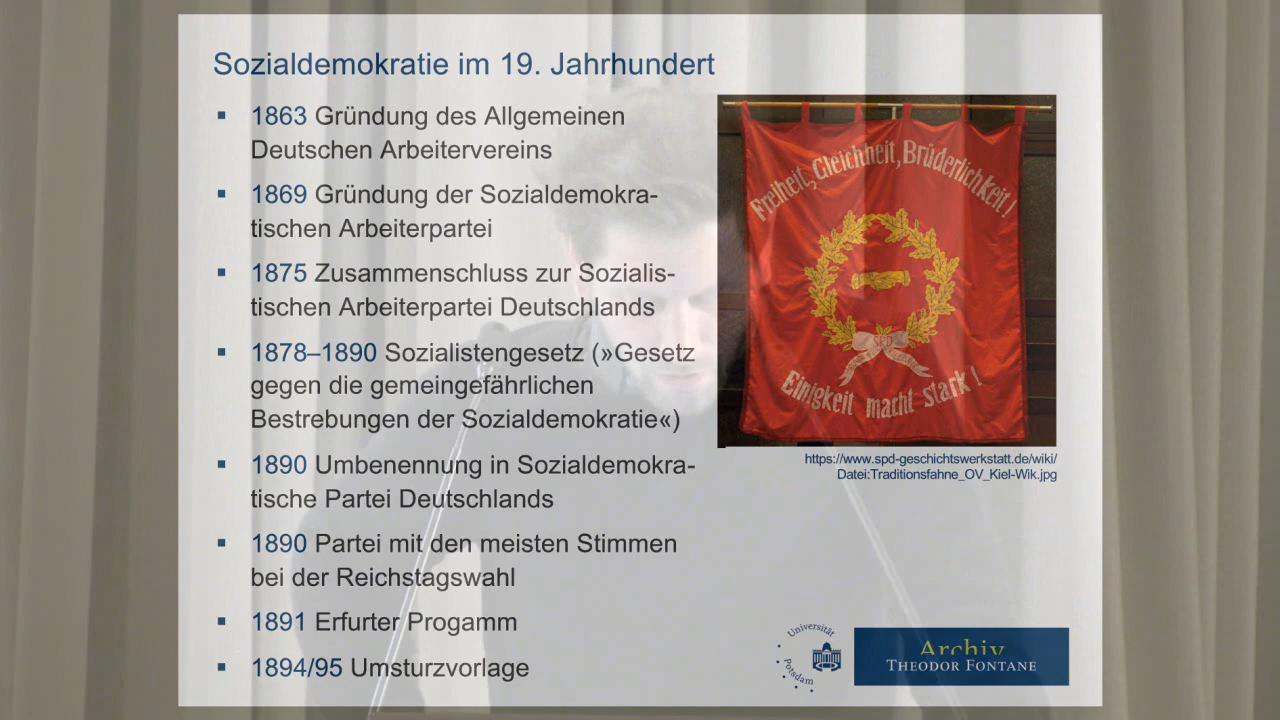 Sozialdemokratie im 19. Jahrhundert
▪ 1863 Gründung des Allgemeinen
Deutschen Arbeitervereins
▪ 1869 Gründung der Sozialdemokra-
tischen Arbeiterpartei
▪ 1875 Zusammenschluss zur Sozialis-
tischen Arbeiterpartei Deutschlands
▪ 1878–1890 Sozialistengesetz (»Gesetz
gegen die gemeingefährlichen
Bestrebungen der Sozialdemokratie«)
▪ 1890 Umbenennung in Sozialdemokra-
tische Partei Deutschlands
▪ 1890 Partei mit den meisten Stimmen
bei der Reichstagswahl
▪ 1891 Erfurter Progamm
▪ 1894/95 Umsturzvorlage
Freiheit, Gleichheit, Brüderlichkeit!
SPD
Einigkeit macht stark!
https://www.spd-geschichtswerkstatt.de/wiki/
Datei:Traditionsfahne_OV_Kiel-Wik.jpg
Universität
Potsdam
Archiv
THEODOR FONTANE